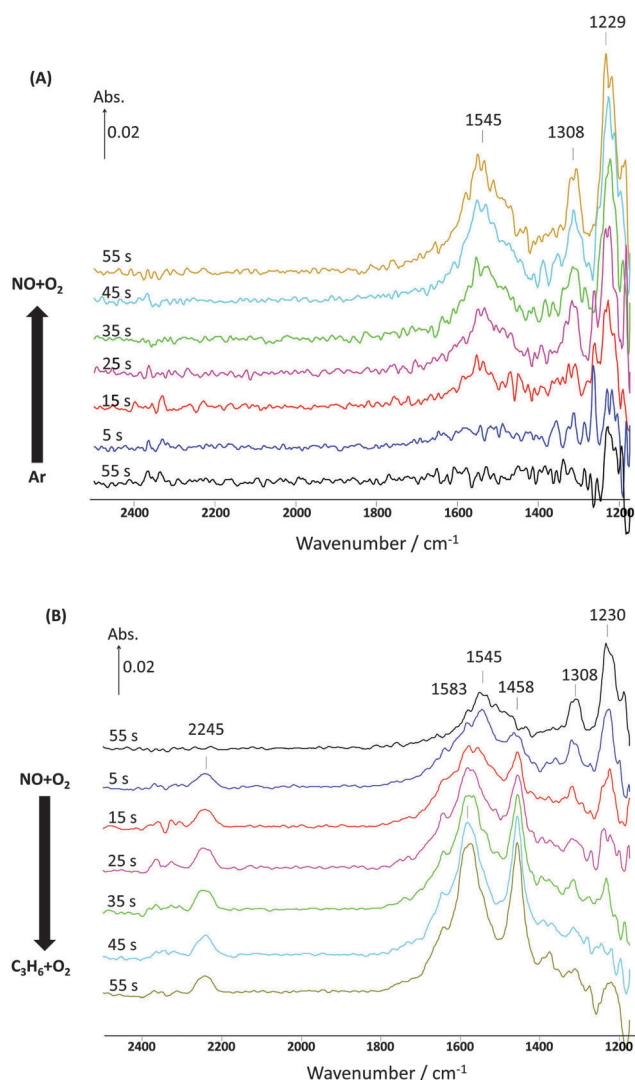 (A)
1229
Abs.
0.02
1545
1308
55 s
NO+O₂
45 s
35 s
25 s
15 s
5 s
55 s
Ar
2400 2200 2000 1800 1600 1400 1200
Wavenumber / cm⁻¹
(B)
1230
Abs.
0.02
1545
1583 1458 1308
55 s
2245
NO+O₂
5 s
15 s
25 s
35 s
45 s
C₃H₆+O₂
55 s
2400 2200 2000 1800 1600 1400 1200
Wavenumber / cm⁻¹